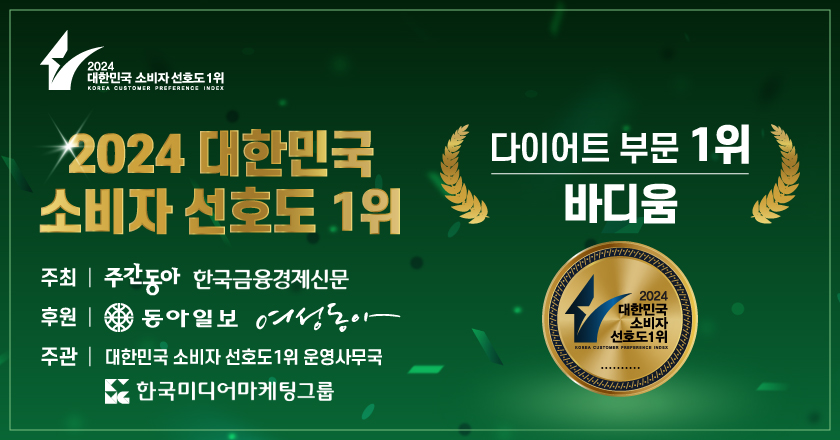 2024
대한민국 소비자 선호도 1위
KOREA CUSTOMER PREFERENCE INDEX
2024 대한민국
소비자 선호도 1위
주최 | 주간동아 한국금융경제신문
후원 | 동아일보 여성동아
주관 | 대한민국 소비자 선호도1위 운영사무국
한국미디어마케팅그룹
다이어트 부문 1위
바디움
2024
대한민국
소비자
선호도1위
KOREA CUSTOMER PREFERENCE INDEX